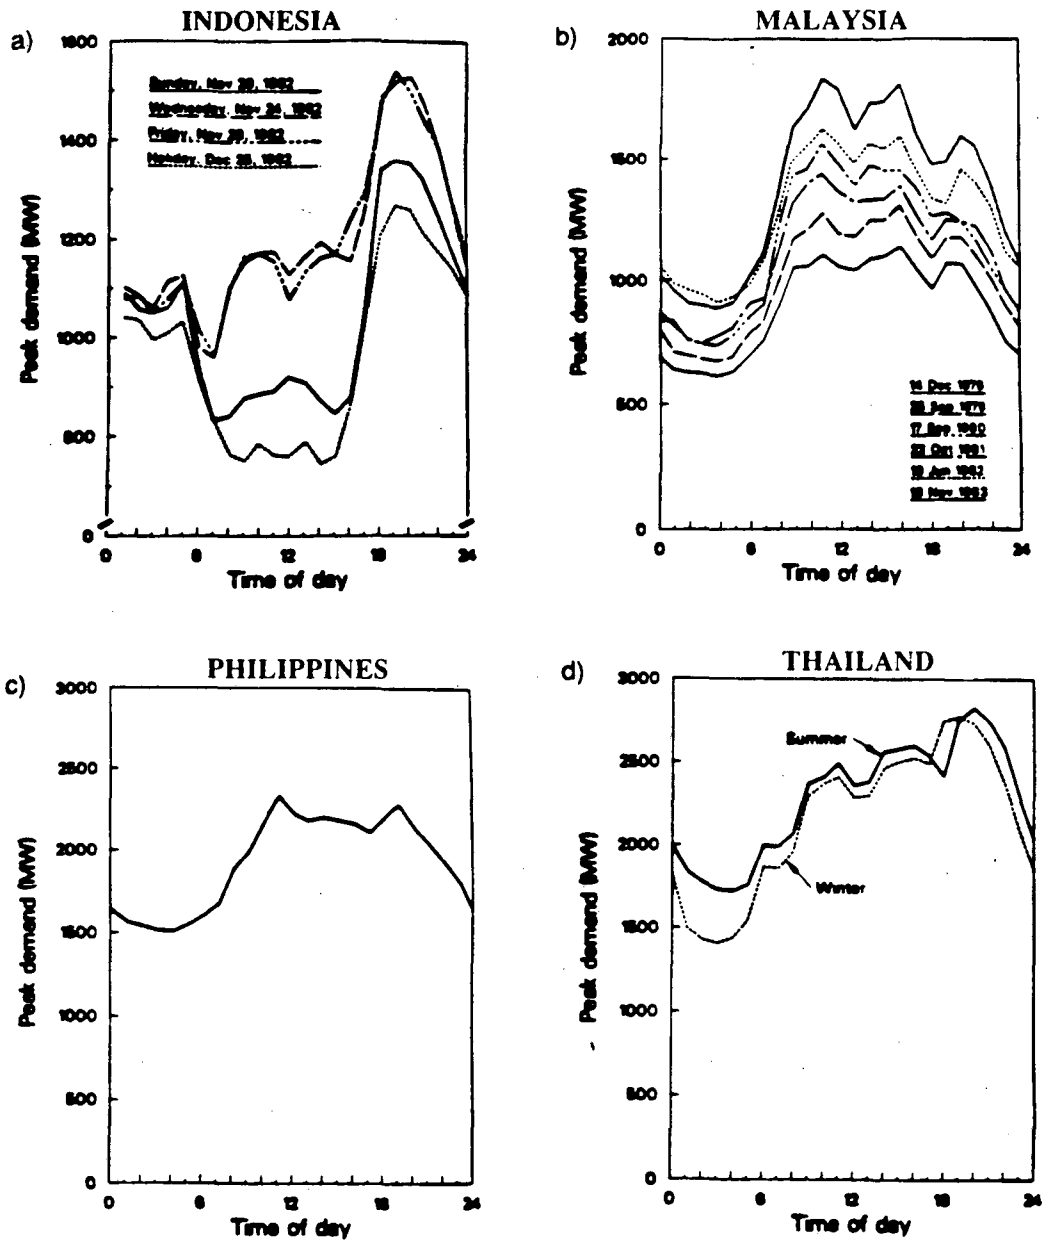 a)
INDONESIA
1600
1400
1200
1000
800
0
Peak demand (MW)
Sunday, Nov 28, 1982
Wednesday, Nov 24, 1982
Friday, Nov 26, 1982
Holiday, Dec 25, 1982
0 6 12 18 24
Time of day
b)
MALAYSIA
2000
1500
1000
500
0
Peak demand (MW)
14 Dec 1978
17 Sep 1980
1981
1982
Nov 1983
0 6 12 18 24
Time of day
c)
PHILIPPINES
3000
2500
2000
1500
1000
500
0
Peak demand (MW)
0 6 12 18 24
Time of day
d)
THAILAND
3000
2500
2000
1500
1000
500
0
Peak demand (MW)
Summer
Winter
0 6 12 18 24
Time of day